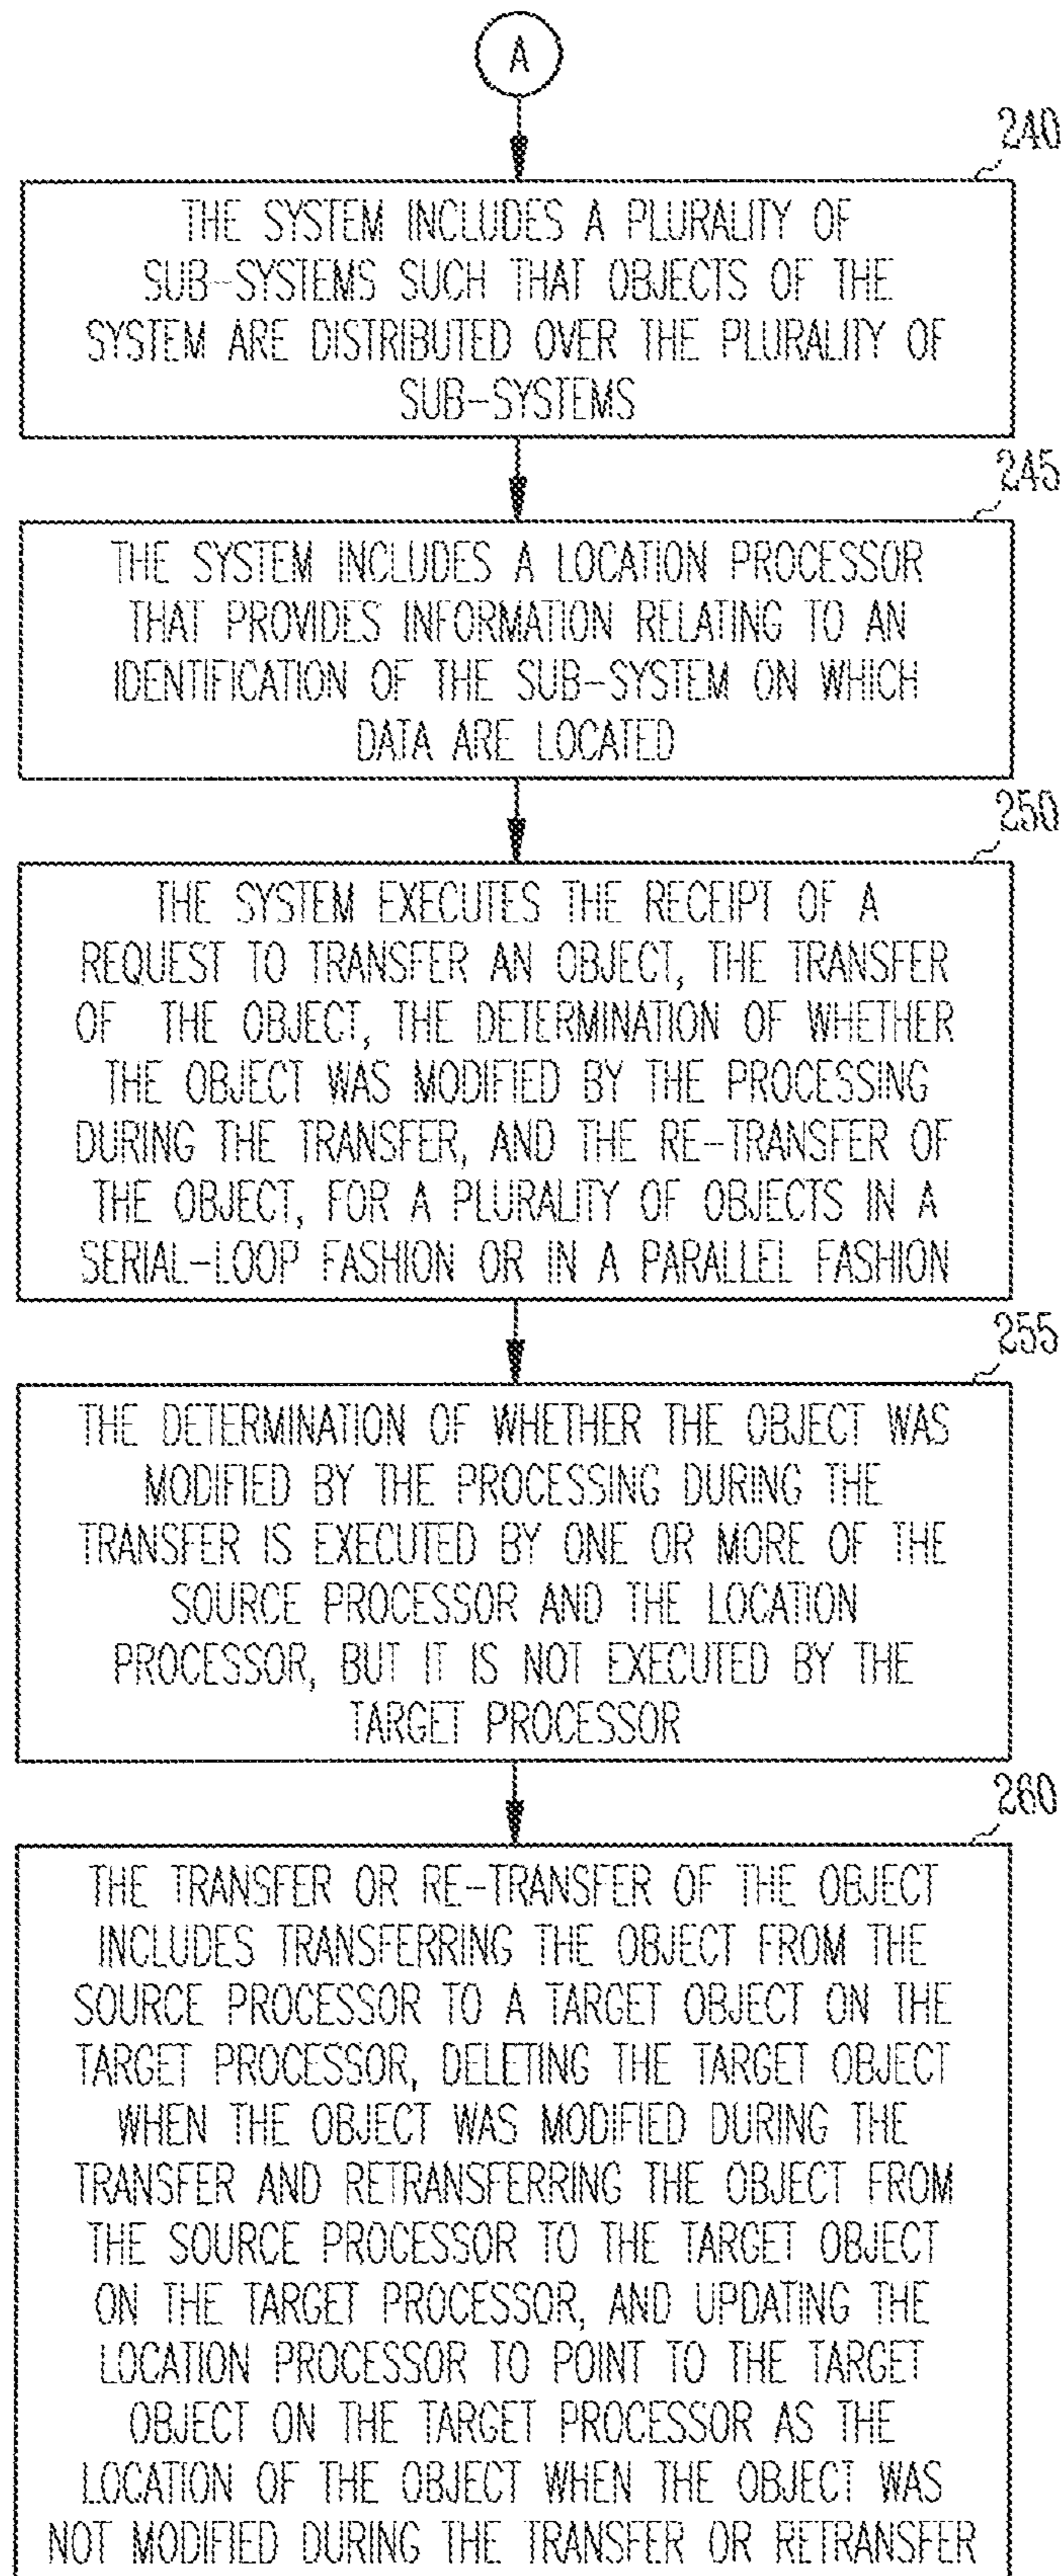 A
240
THE SYSTEM INCLUDES A PLURALITY OF
SUB-SYSTEMS SUCH THAT OBJECTS OF THE
SYSTEM ARE DISTRIBUTED OVER THE PLURALITY OF
SUB-SYSTEMS
245
THE SYSTEM INCLUDES A LOCATION PROCESSOR
THAT PROVIDES INFORMATION RELATING TO AN
IDENTIFICATION OF THE SUB-SYSTEM ON WHICH
DATA ARE LOCATED
250
THE SYSTEM EXECUTES THE RECEIPT OF A
REQUEST TO TRANSFER AN OBJECT, THE TRANSFER
OF THE OBJECT, THE DETERMINATION OF WHETHER
THE OBJECT WAS MODIFIED BY THE PROCESSING
DURING THE TRANSFER, AND THE RE-TRANSFER OF
THE OBJECT, FOR A PLURALITY OF OBJECTS IN A
SERIAL-LOOP FASHION OR IN A PARALLEL FASHION
255
THE DETERMINATION OF WHETHER THE OBJECT WAS
MODIFIED BY THE PROCESSING DURING THE
TRANSFER IS EXECUTED BY ONE OR MORE OF THE
SOURCE PROCESSOR AND THE LOCATION
PROCESSOR, BUT IT IS NOT EXECUTED BY THE
TARGET PROCESSOR
260
THE TRANSFER OR RE-TRANSFER OF THE OBJECT
INCLUDES TRANSFERRING THE OBJECT FROM THE
SOURCE PROCESSOR TO A TARGET OBJECT ON THE
TARGET PROCESSOR, DELETING THE TARGET OBJECT
WHEN THE OBJECT WAS MODIFIED DURING THE
TRANSFER AND RETRANSFERRING THE OBJECT FROM
THE SOURCE PROCESSOR TO THE TARGET OBJECT
ON THE TARGET PROCESSOR, AND UPDATING THE
LOCATION PROCESSOR TO POINT TO THE TARGET
OBJECT ON THE TARGET PROCESSOR AS THE
LOCATION OF THE OBJECT WHEN THE OBJECT WAS
NOT MODIFIED DURING THE TRANSFER OR RETRANSFER